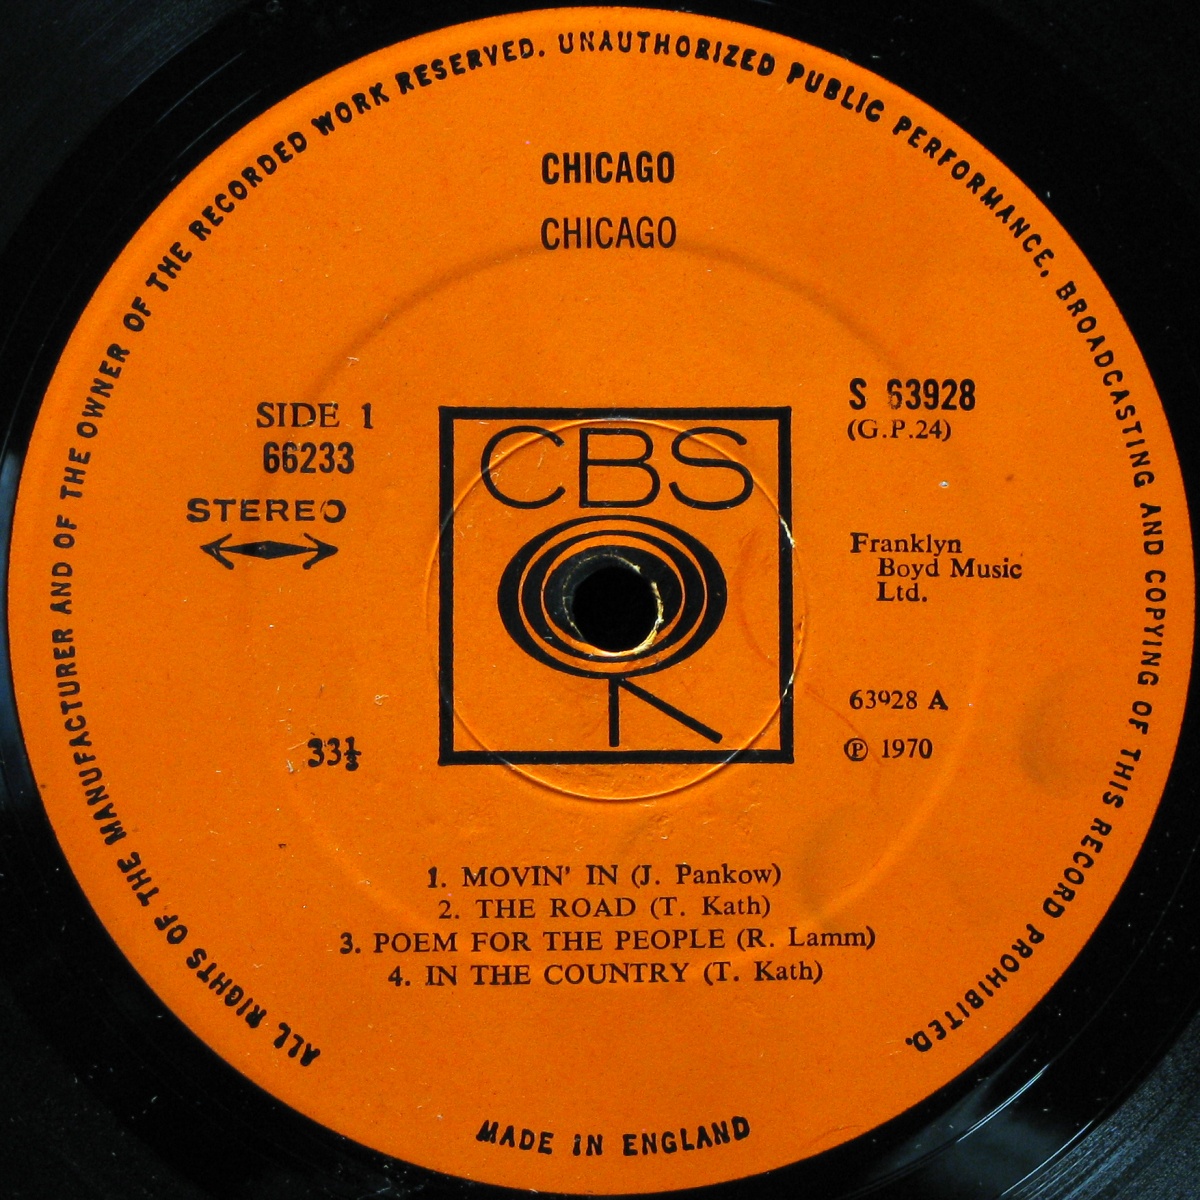 ALL RIGHTS OF THE MANUFACTURER AND OF THE OWNER OF THE RECORDED WORK RESERVED. UNAUTHORIZED PUBLIC PERFORMANCE, BROADCASTING AND COPYING OF THIS RECORD PROHIBITED.
CHICAGO
CHICAGO
SIDE 1
66233
STEREO
S 63928
(G.P.24)
CBS
Franklyn
Boyd Music
Ltd.
33⅓
63928 A
℗ 1970
1. MOVIN' IN (J. Pankow)
2. THE ROAD (T. Kath)
3. POEM FOR THE PEOPLE (R. Lamm)
4. IN THE COUNTRY (T. Kath)
MADE IN ENGLAND